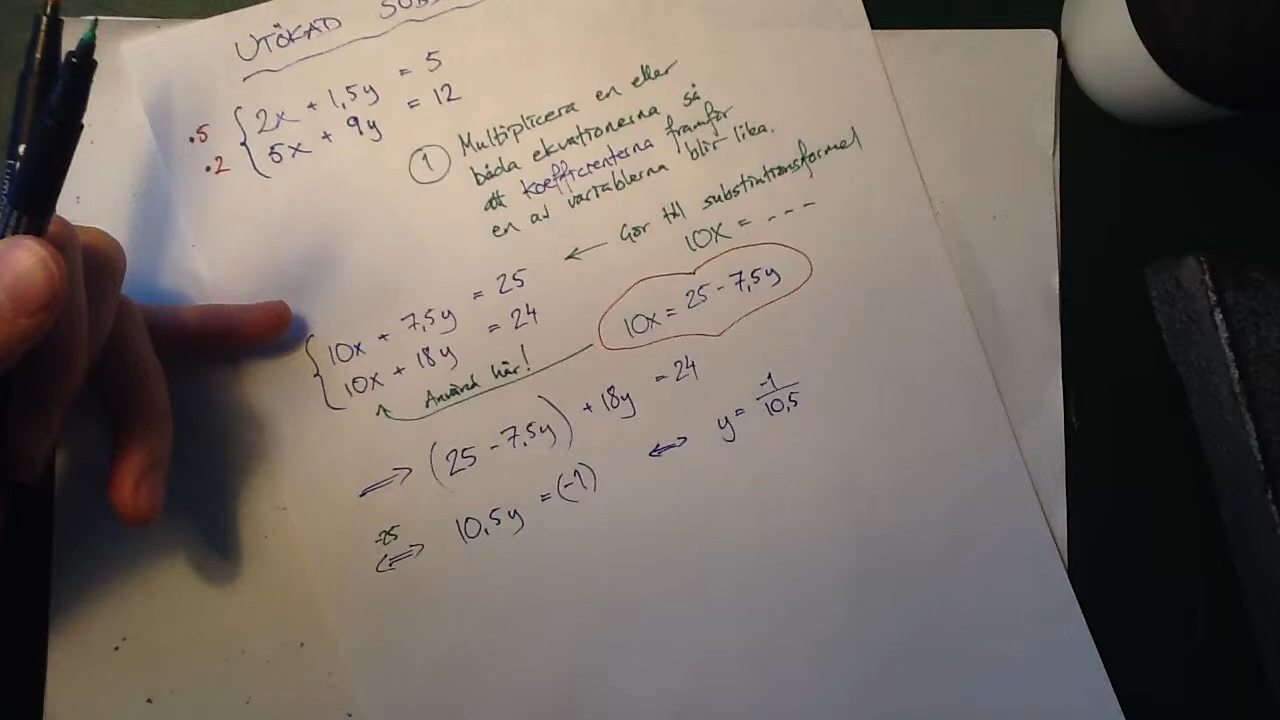 UTÖKAD
·5 { 2x + 1,5y = 5
·2 { 5x + 9y = 12
① Multiplicera en eller
båda ekvationerna så
att koefficienterna framför
en av variablerna blir lika.
← Gör till substitutionsformel
10x = ---
{ 10x + 7,5y = 25
{ 10x + 18y = 24
10x = 25 - 7,5y
Använd här!
⇒ (25 - 7,5y) + 18y = 24
-25
⇔ 10,5y = (-1) ⇔ y = -1/10,5